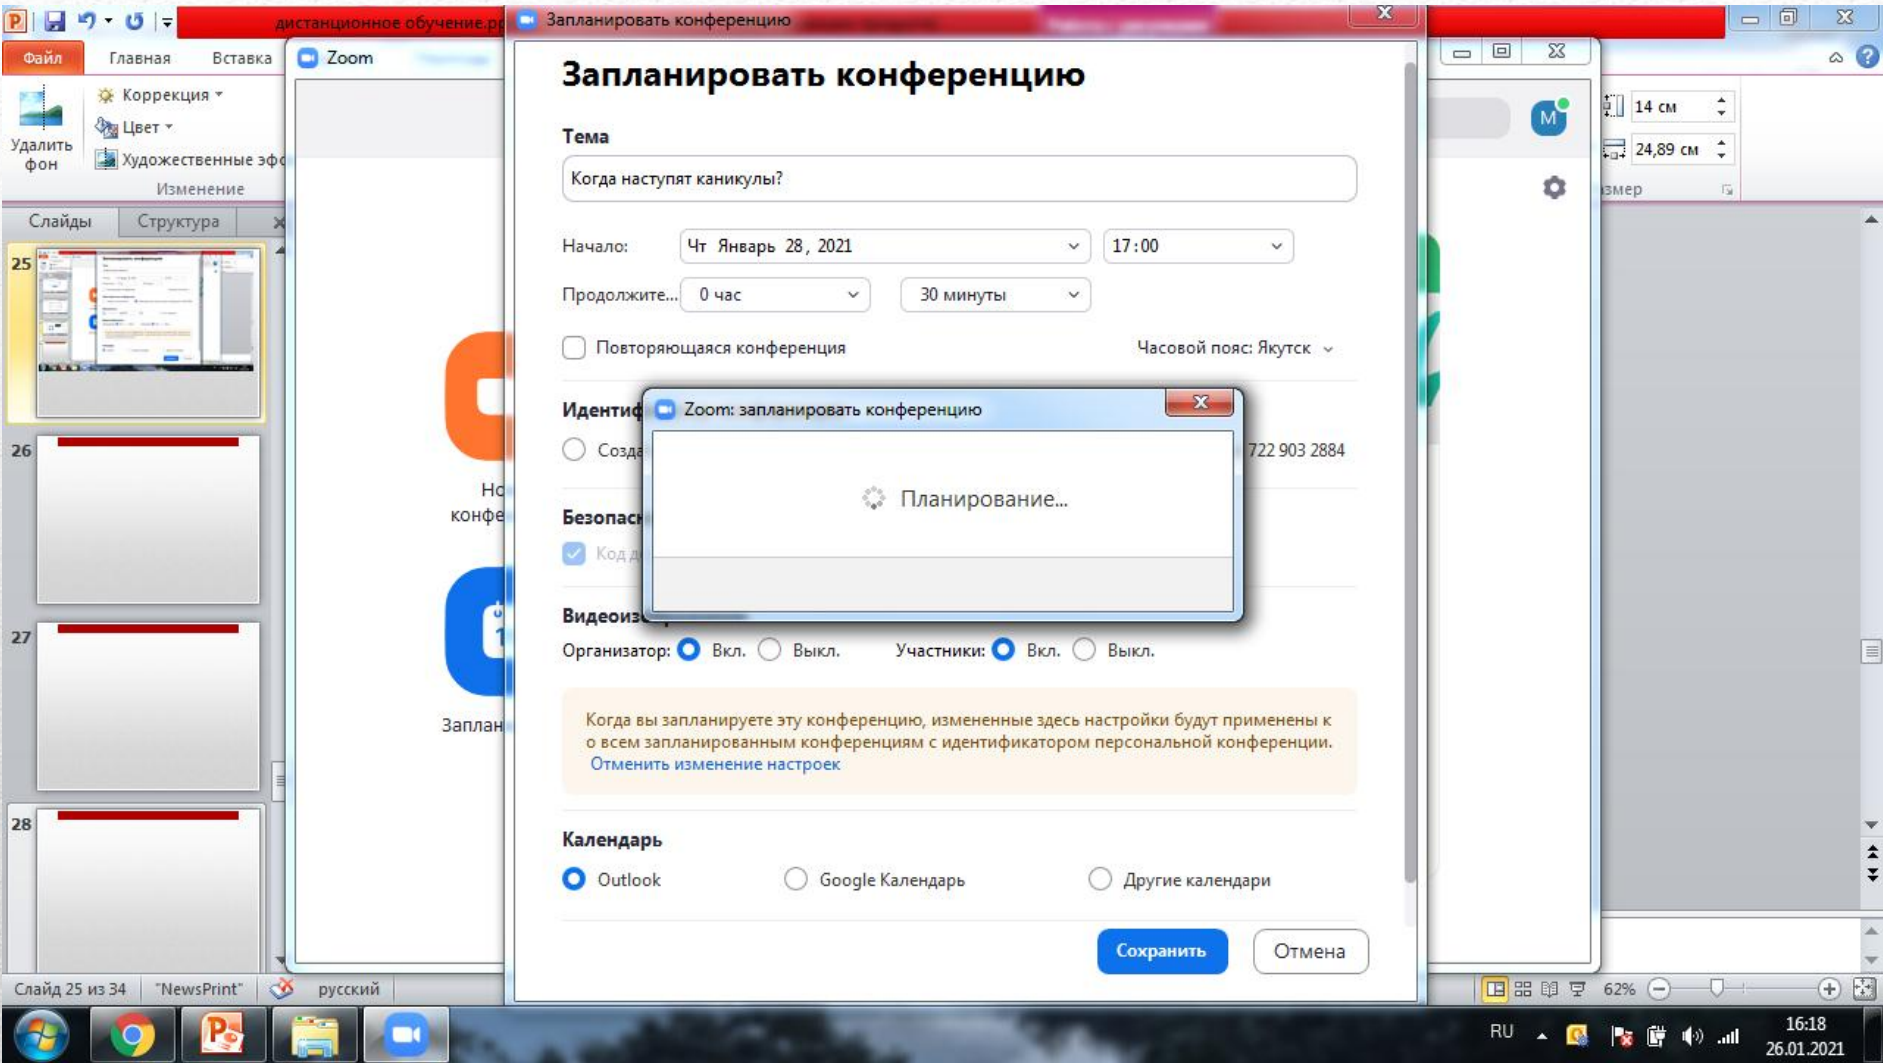 дистанционное обучение.pp
Запланировать конференцию
Файл
Главная
Вставка
Zoom
Коррекция
Цвет
Художественные эфф
Удалить
фон
Изменение
Слайды
Структура
25
26
27
28
Запланировать конференцию
Тема
Когда наступят каникулы?
Начало:
Чт Январь 28, 2021
17:00
Продолжите...
0 час
30 минуты
Повторяющаяся конференция
Часовой пояс: Якутск
Идентиф
Созда
722 903 2884
Zoom: запланировать конференцию
Планирование...
Безопасн
Код д
Видеоиз
Организатор:
Вкл.
Выкл.
Участники:
Вкл.
Выкл.
Когда вы запланируете эту конференцию, измененные здесь настройки будут применены к
о всем запланированным конференциям с идентификатором персональной конференции.
Отменить изменение настроек
Календарь
Outlook
Google Календарь
Другие календари
Сохранить
Отмена
Но
конфе
Заплан
M
14 см
24,89 см
змер
Слайд 25 из 34
"NewsPrint"
русский
62%
RU
16:18
26.01.2021